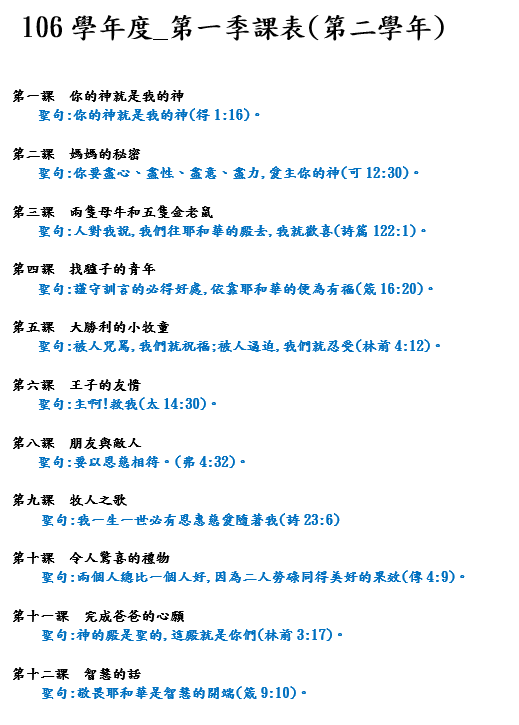 106 學年度_第一季課表(第二學年)
第一課 你的神就是我的神
聖句:你的神就是我的神(得 1:16)。
第二課 媽媽的秘密
聖句:你要盡心、盡性、盡意、盡力,愛主你的神(可 12:30)。
第三課 兩隻母牛和五隻金老鼠
聖句:人對我說,我們往耶和華的殿去,我就歡喜(詩篇 122:1)。
第四課 找驢子的青年
聖句:謹守訓言的必得好處,依靠耶和華的便為有福(箴 16:20)。
第五課 大勝利的小牧童
聖句:被人咒罵,我們就祝福;被人逼迫,我們就忍受(林前 4:12)。
第六課 王子的友情
聖句:主啊!救我(太 14:30)。
第八課 朋友與敵人
聖句:要以恩慈相待。(弗 4:32)。
第九課 牧人之歌
聖句:我一生一世必有恩惠慈愛隨著我(詩 23:6)
第十課 令人驚喜的禮物
聖句:兩個人總比一個人好,因為二人勞碌同得美好的果效(傳 4:9)。
第十一課 完成爸爸的心願
聖句:神的殿是聖的,這殿就是你們(林前 3:17)。
第十二課 智慧的話
聖句:敬畏耶和華是智慧的開端(箴 9:10)。